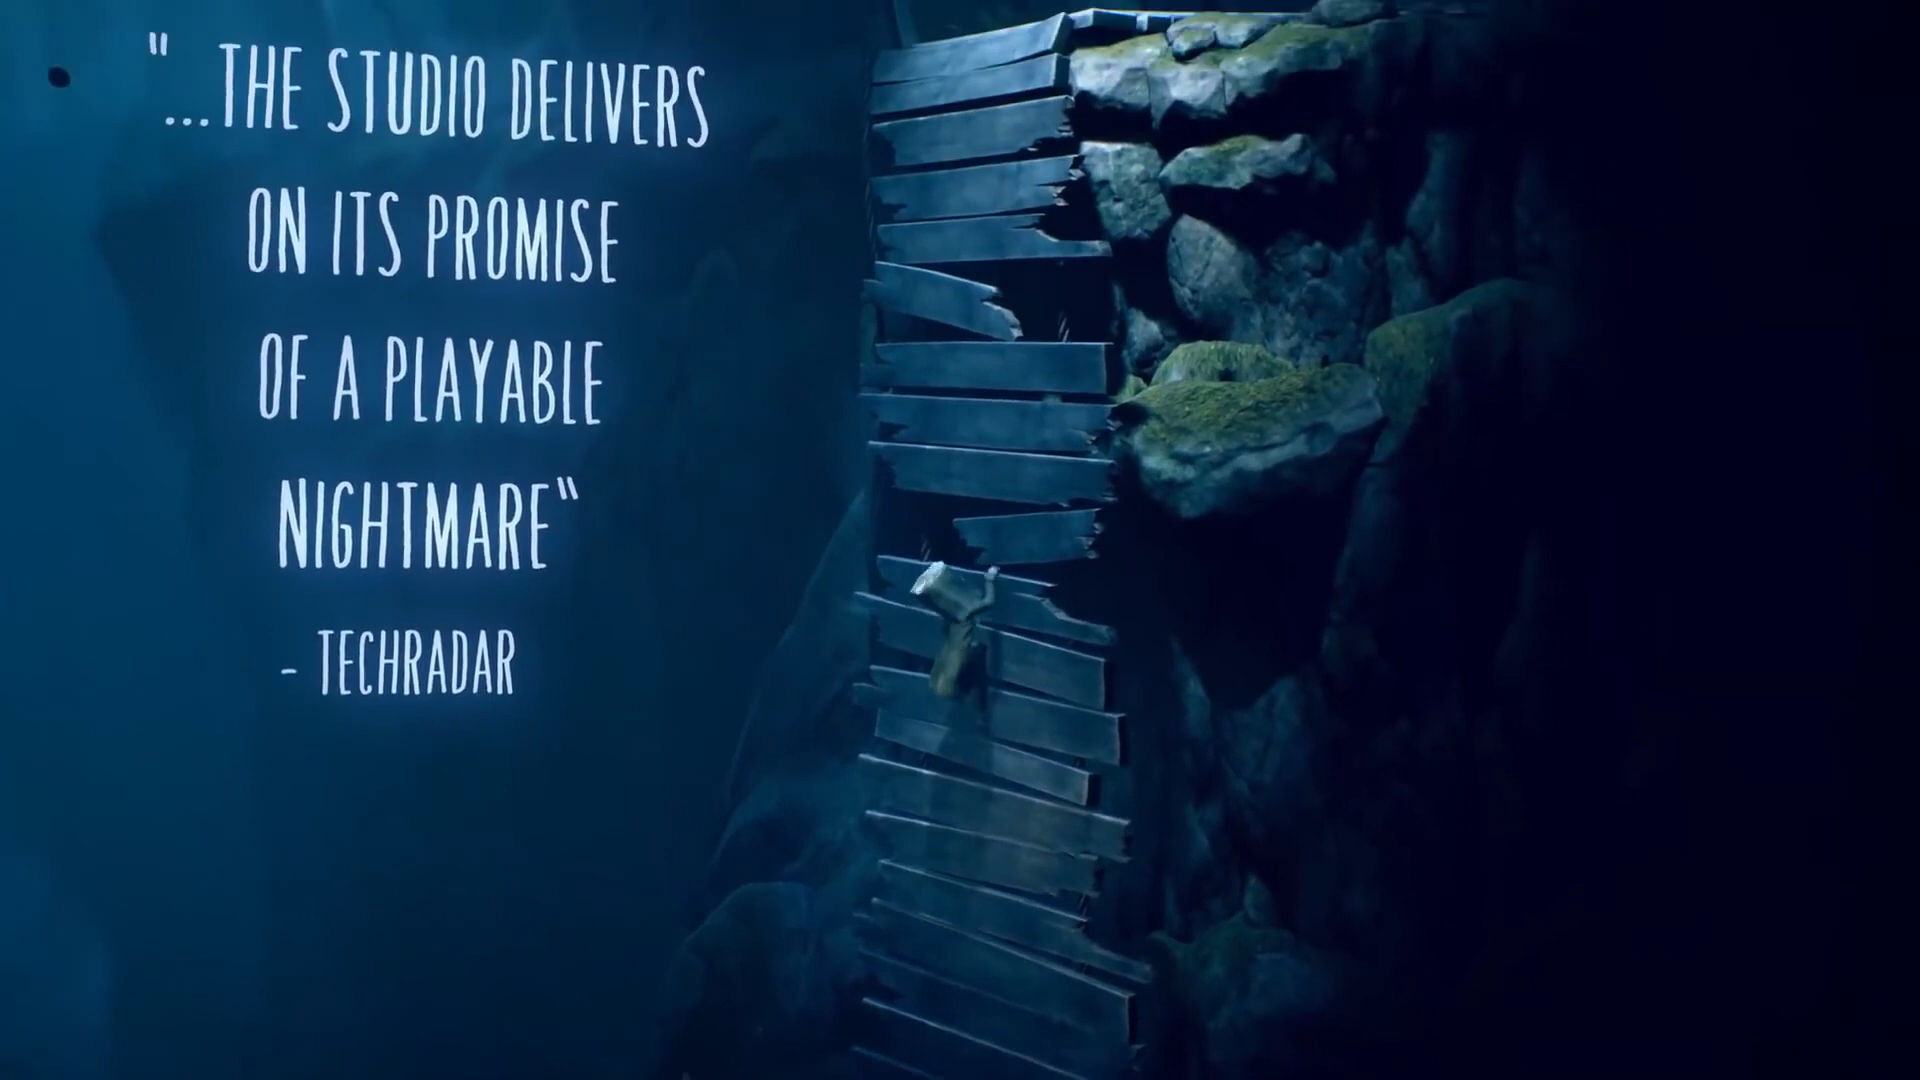 "...THE STUDIO DELIVERS
ON ITS PROMISE
OF A PLAYABLE
NIGHTMARE"
- TECHRADAR